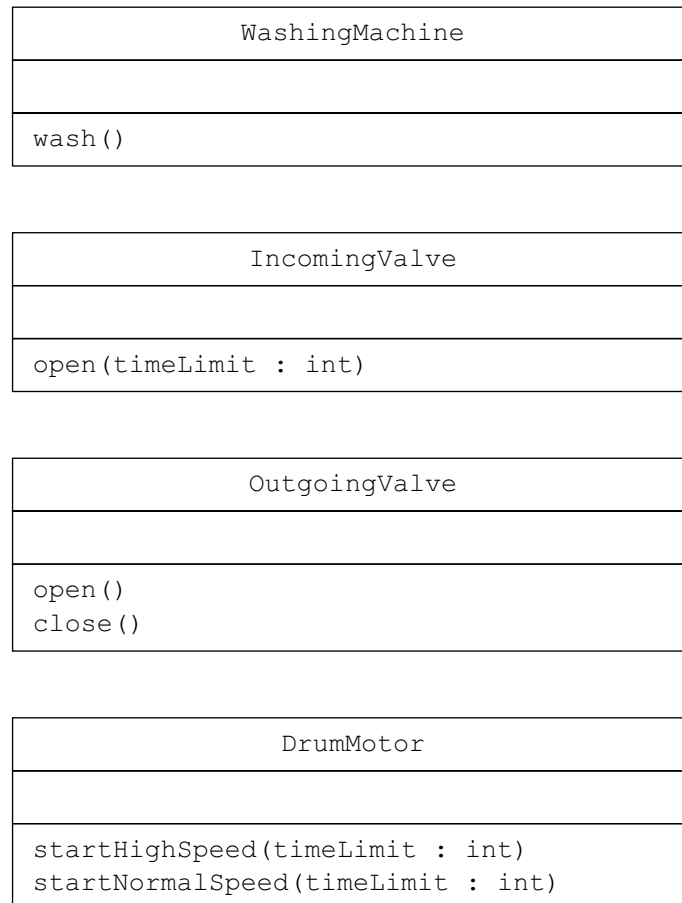 WashingMachine
wash()
IncomingValve
open(timeLimit : int)
OutgoingValve
open()
close()
DrumMotor
startHighSpeed(timeLimit : int)
startNormalSpeed(timeLimit : int)